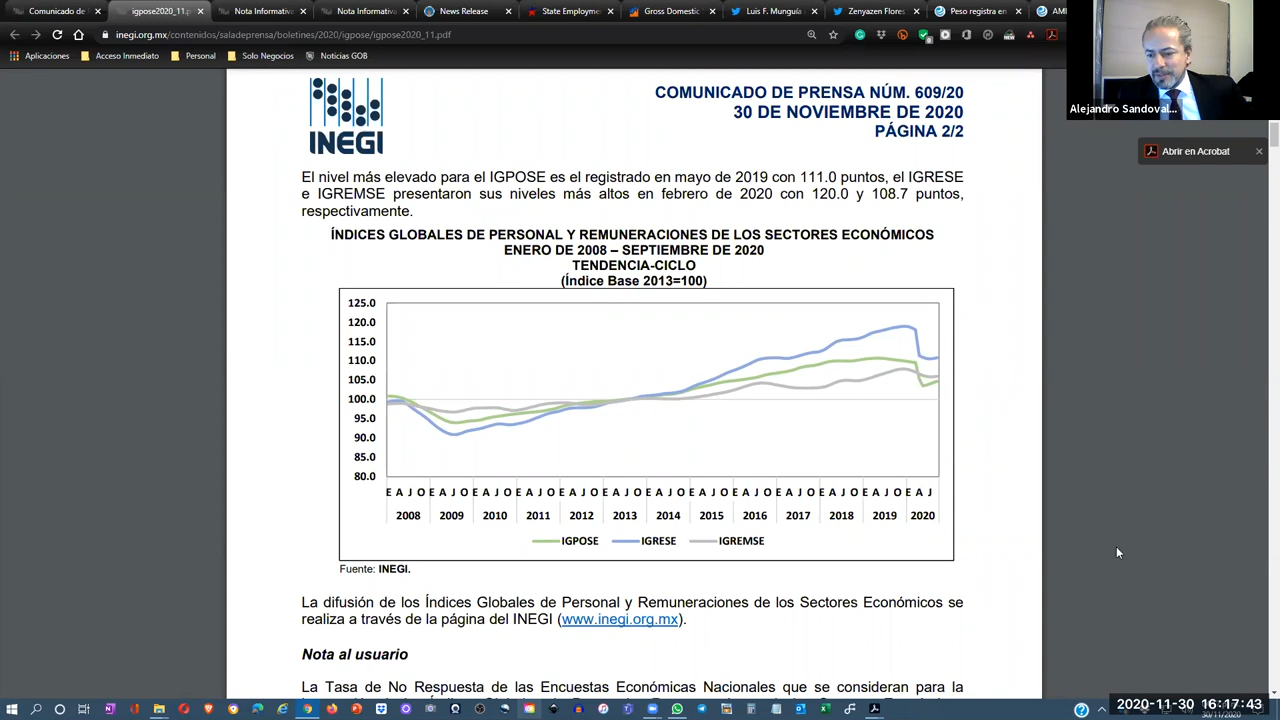 Comunicado de Prensa
igpose2020_11.p
Nota Informativa
Nota Informativa
News Release
State Employm
Gross Domestic
Luis F. Munguía
Zenyazen Flores
Peso registra en
inegi.org.mx/contenidos/saladeprensa/boletines/2020/igpose/igpose2020_11.pdf
Aplicaciones
Acceso Inmediato
Personal
Solo Negocios
Noticias GOB
Alejandro Sandoval...
Abrir en Acrobat
INEGI
COMUNICADO DE PRENSA NÚM. 609/20
30 DE NOVIEMBRE DE 2020
PÁGINA 2/2
El nivel más elevado para el IGPOSE es el registrado en mayo de 2019 con 111.0 puntos, el IGRESE
e IGREMSE presentaron sus niveles más altos en febrero de 2020 con 120.0 y 108.7 puntos,
respectivamente.
ÍNDICES GLOBALES DE PERSONAL Y REMUNERACIONES DE LOS SECTORES ECONÓMICOS
ENERO DE 2008 – SEPTIEMBRE DE 2020
TENDENCIA-CICLO
(Índice Base 2013=100)
125.0
120.0
115.0
110.0
105.0
100.0
95.0
90.0
85.0
80.0
E A J O E A J O E A J O E A J O E A J O E A J O E A J O E A J O E A J O E A J O E A J O E A J O E A J
2008 2009 2010 2011 2012 2013 2014 2015 2016 2017 2018 2019 2020
IGPOSE IGRESE IGREMSE
Fuente: INEGI.
La difusión de los Índices Globales de Personal y Remuneraciones de los Sectores Económicos se
realiza a través de la página del INEGI (www.inegi.org.mx).
Nota al usuario
La Tasa de No Respuesta de las Encuestas Económicas Nacionales que se consideran para la
2020-11-30 16:17:43
30/11/2020